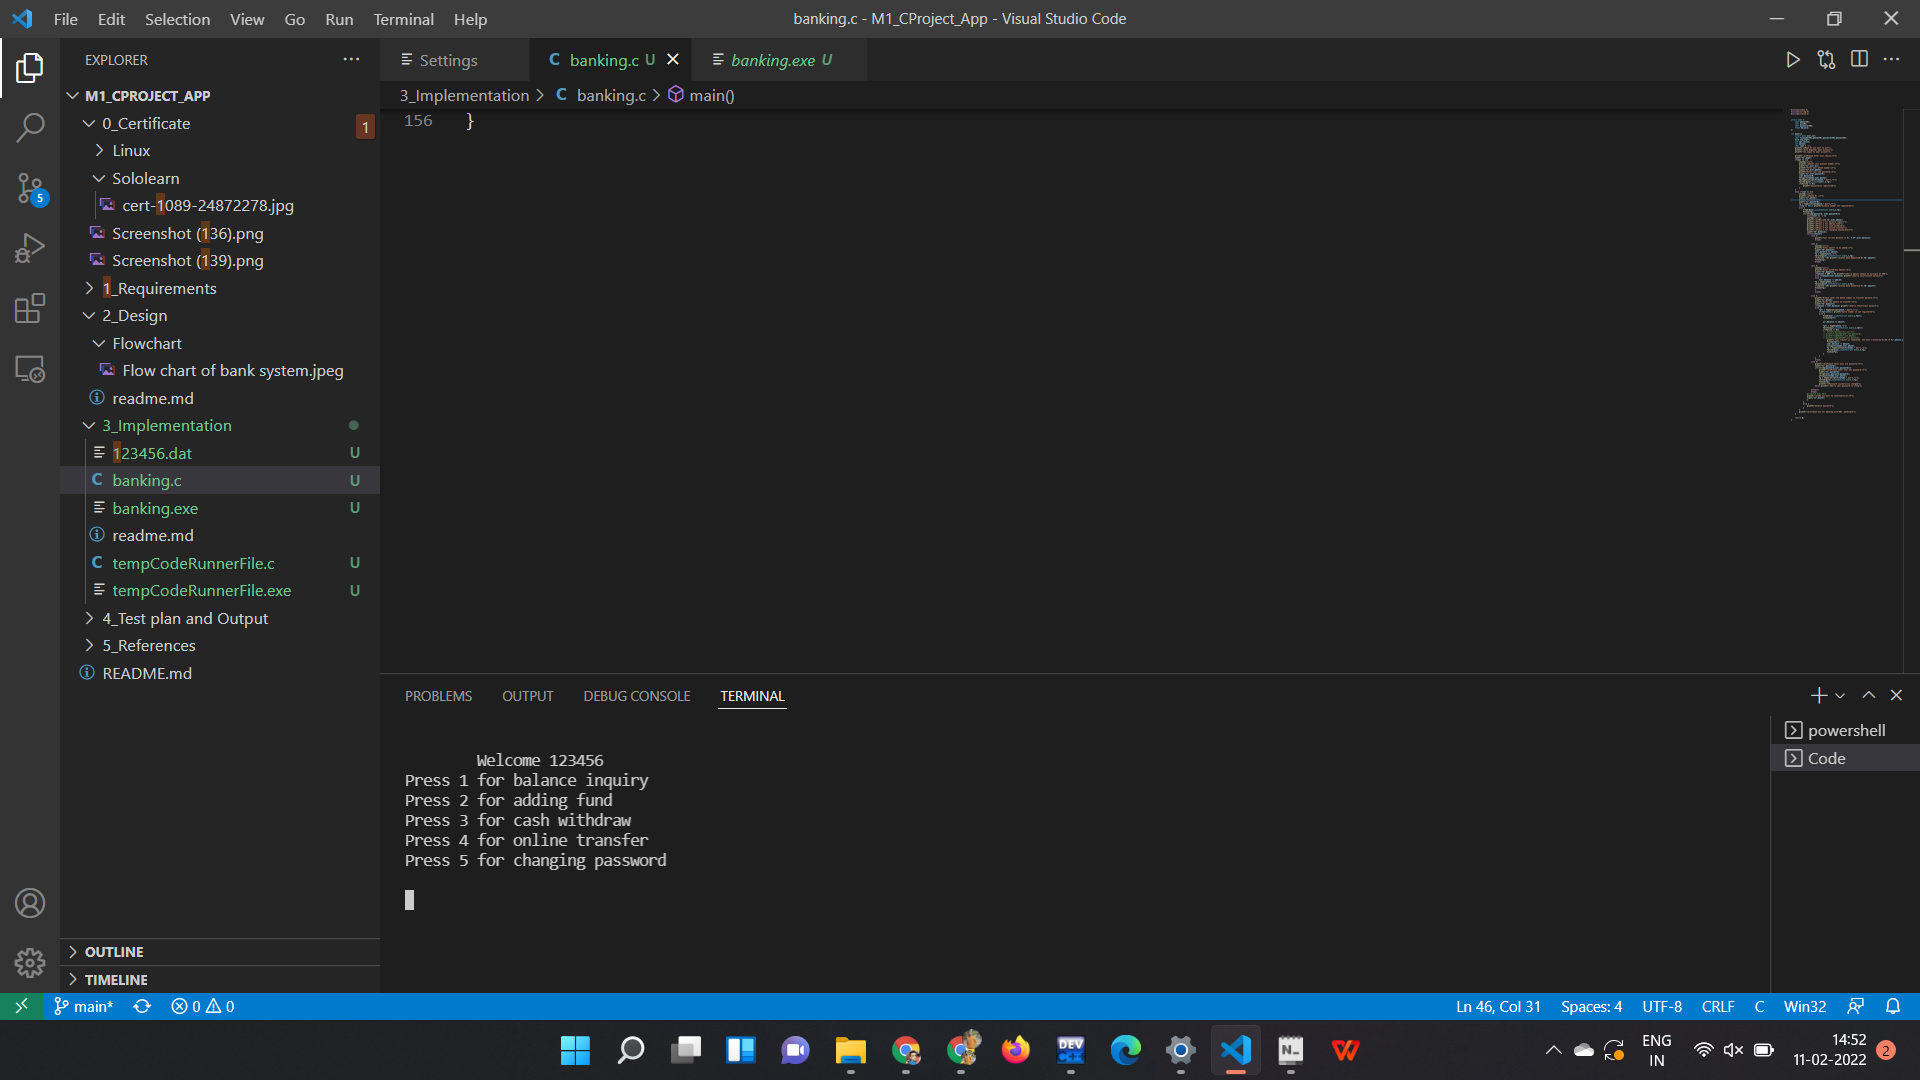 File Edit Selection View Go Run Terminal Help
banking.c - M1_CProject_App - Visual Studio Code
EXPLORER
M1_CPROJECT_APP
0_Certificate
1
Linux
Sololearn
cert-1089-24872278.jpg
Screenshot (136).png
Screenshot (139).png
1_Requirements
2_Design
Flowchart
Flow chart of bank system.jpeg
readme.md
3_Implementation
123456.dat U
banking.c U
banking.exe U
readme.md
tempCodeRunnerFile.c U
tempCodeRunnerFile.exe U
4_Test plan and Output
5_References
README.md
OUTLINE
TIMELINE
5
Settings
banking.c U
banking.exe U
3_Implementation > banking.c > main()
156 }
PROBLEMS OUTPUT DEBUG CONSOLE TERMINAL
Welcome 123456
Press 1 for balance inquiry
Press 2 for adding fund
Press 3 for cash withdraw
Press 4 for online transfer
Press 5 for changing password
powershell
Code
main* 0 0
Ln 46, Col 31 Spaces: 4 UTF-8 CRLF C Win32
DEV
N
W
ENG
IN
14:52
11-02-2022
2